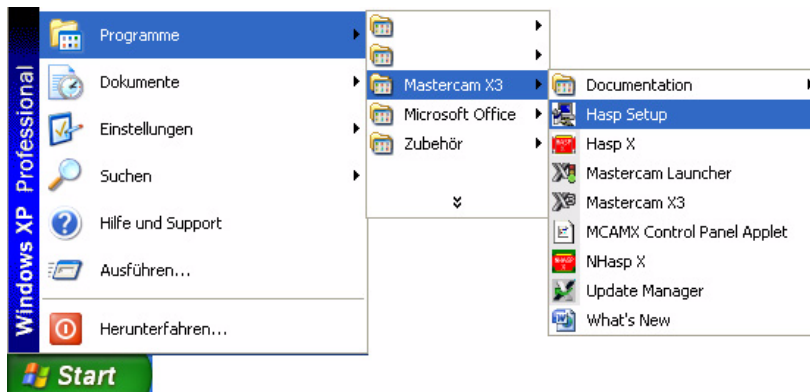 Windows XP Professional
Programme
Dokumente
Einstellungen
Suchen
Hilfe und Support
Ausführen...
Herunterfahren...
Start
Mastercam X3
Microsoft Office
Zubehör
Documentation
Hasp Setup
Hasp X
Mastercam Launcher
Mastercam X3
MCAMX Control Panel Applet
NHasp X
Update Manager
What's New